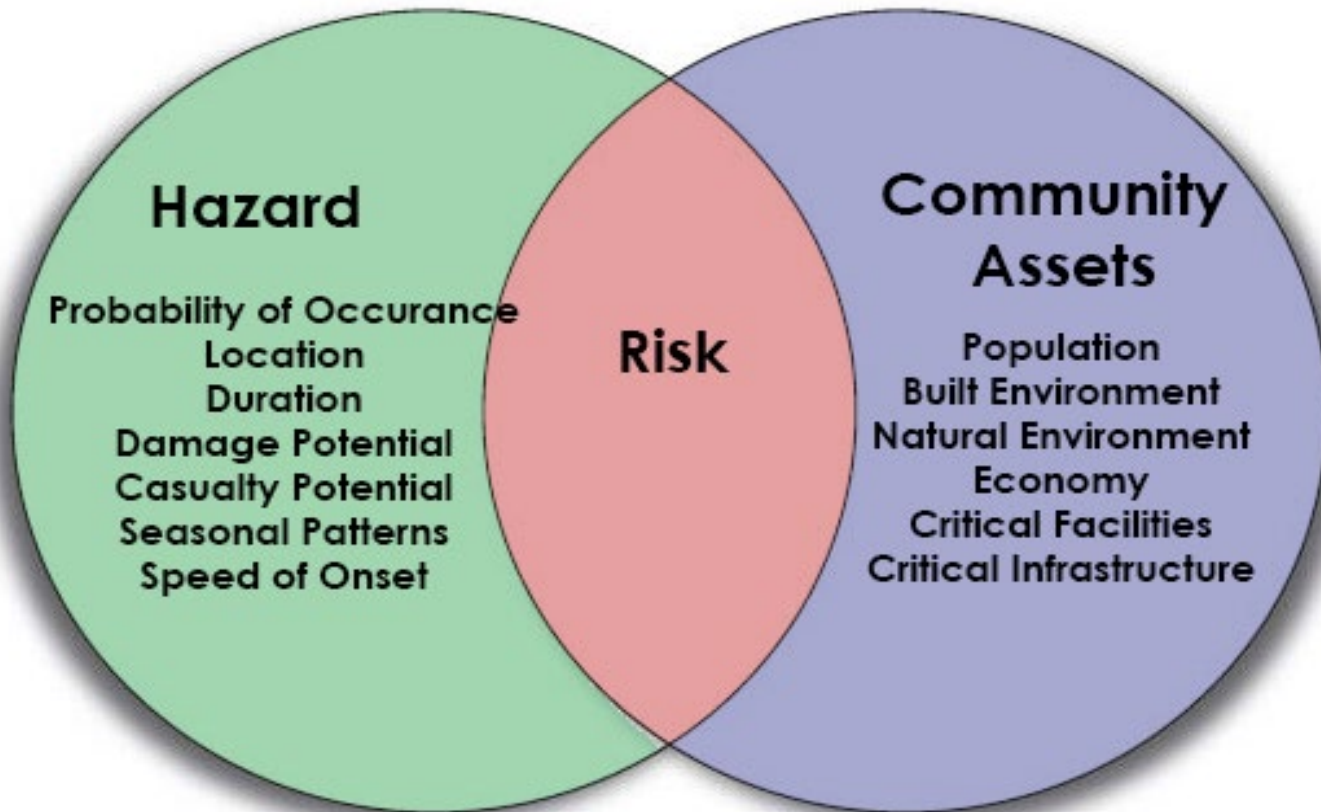 Hazard
Probability of Occurance
Location
Duration
Damage Potential
Casualty Potential
Seasonal Patterns
Speed of Onset
Risk
Community
Assets
Population
Built Environment
Natural Environment
Economy
Critical Facilities
Critical Infrastructure